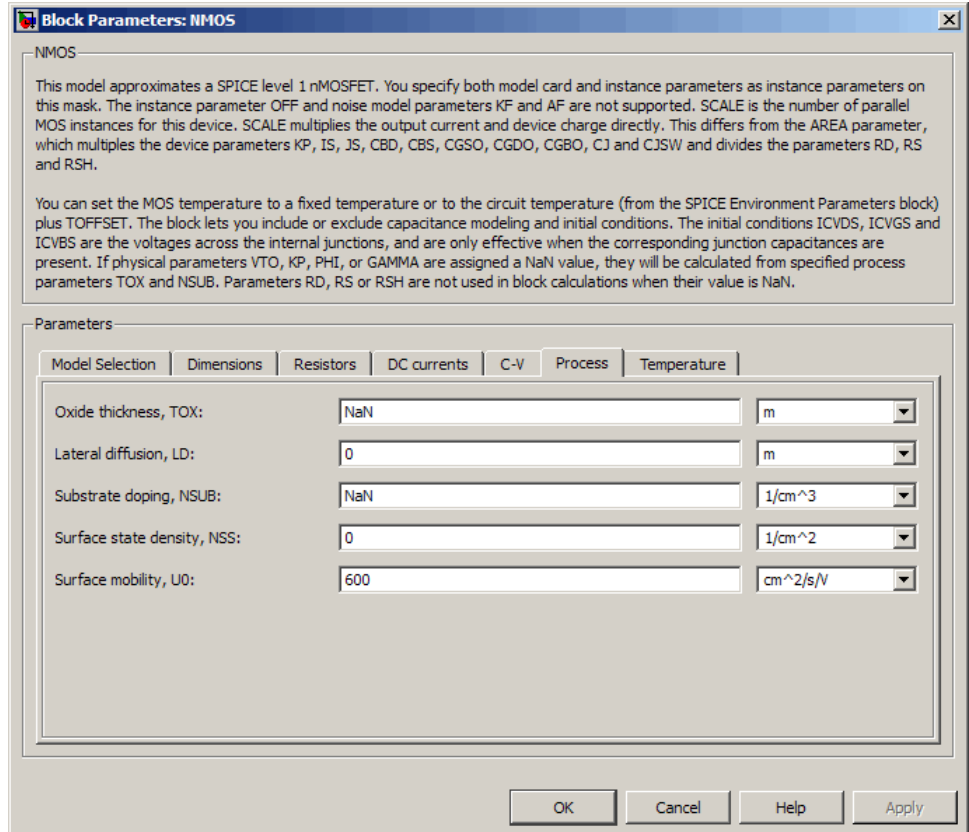 Block Parameters: NMOS
NMOS
This model approximates a SPICE level 1 nMOSFET. You specify both model card and instance parameters as instance parameters on
this mask. The instance parameter OFF and noise model parameters KF and AF are not supported. SCALE is the number of parallel
MOS instances for this device. SCALE multiplies the output current and device charge directly. This differs from the AREA parameter,
which multiples the device parameters KP, IS, JS, CBD, CBS, CGSO, CGDO, CGBO, CJ and CJSW and divides the parameters RD, RS
and RSH.
You can set the MOS temperature to a fixed temperature or to the circuit temperature (from the SPICE Environment Parameters block)
plus TOFFSET. The block lets you include or exclude capacitance modeling and initial conditions. The initial conditions ICVDS, ICVGS and
ICVBS are the voltages across the internal junctions, and are only effective when the corresponding junction capacitances are
present. If physical parameters VTO, KP, PHI, or GAMMA are assigned a NaN value, they will be calculated from specified process
parameters TOX and NSUB. Parameters RD, RS or RSH are not used in block calculations when their value is NaN.
Parameters
Model Selection Dimensions Resistors DC currents C-V Process Temperature
Oxide thickness, TOX: NaN m
Lateral diffusion, LD: 0 m
Substrate doping, NSUB: NaN 1/cm^3
Surface state density, NSS: 0 1/cm^2
Surface mobility, U0: 600 cm^2/s/V
OK Cancel Help Apply